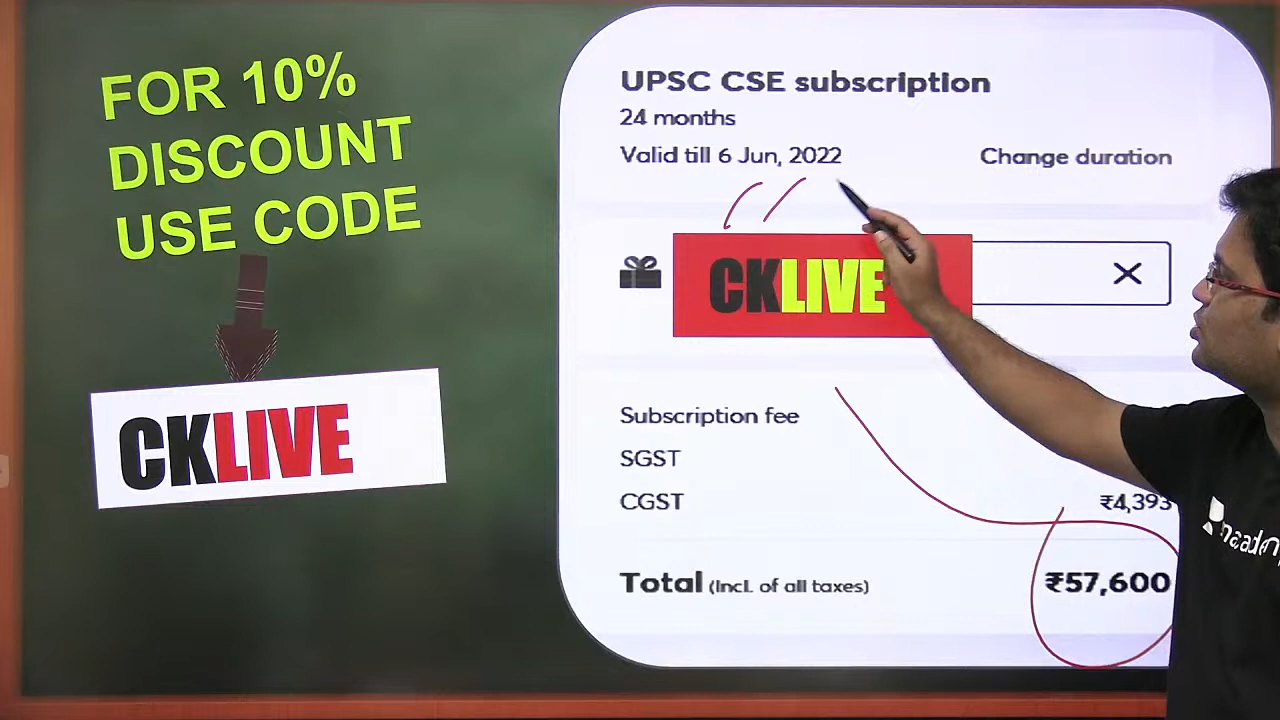 FOR 10%
DISCOUNT
USE CODE
CKLIVE
UPSC CSE subscription
24 months
Valid till 6 Jun, 2022
Change duration
CKLIVE
Subscription fee
SGST
CGST
₹4,393
Total (Incl. of all taxes)
₹57,600